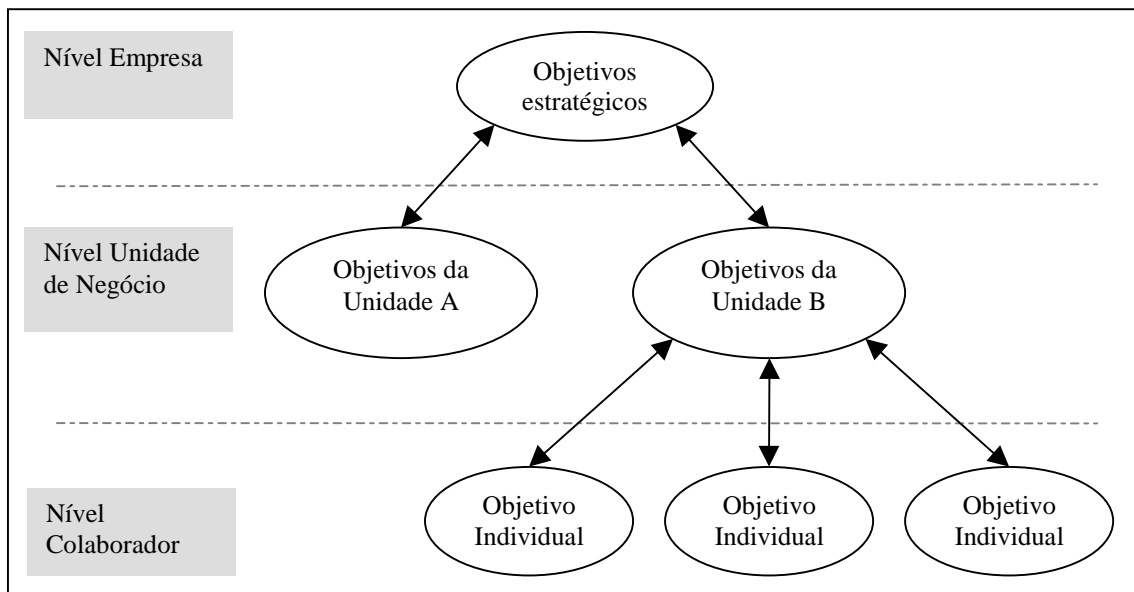 Nível Empresa
Objetivos
estratégicos
Nível Unidade
de Negócio
Objetivos da
Unidade A
Objetivos da
Unidade B
Nível
Colaborador
Objetivo
Individual
Objetivo
Individual
Objetivo
Individual